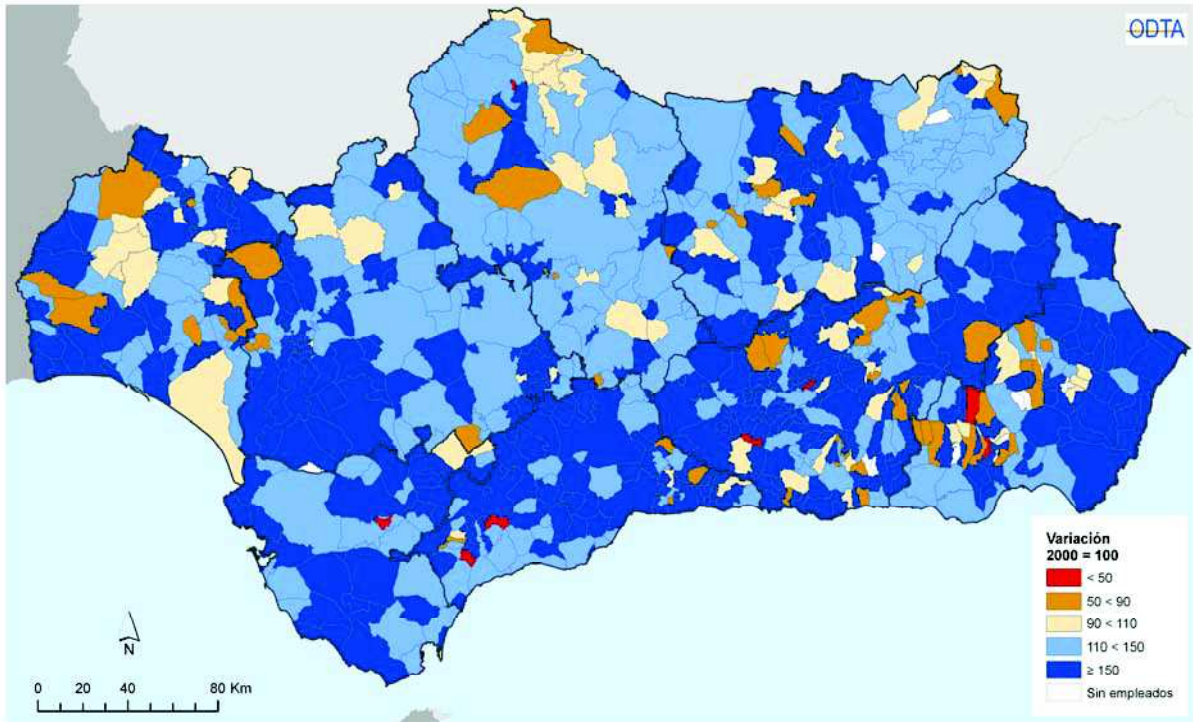 ODTA
Variación
2000 = 100
< 50
50 < 90
90 < 110
110 < 150
≥ 150
Sin empleados
N
0 20 40 80 Km